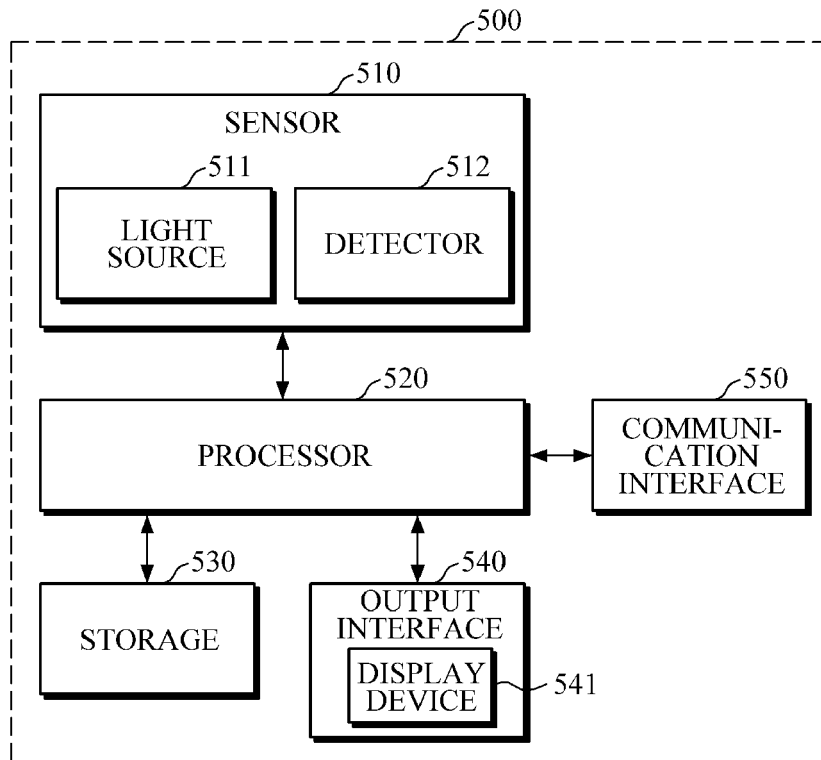 500
510
SENSOR
511
512
LIGHT
SOURCE
DETECTOR
520
PROCESSOR
550
COMMUNI-
CATION
INTERFACE
530
STORAGE
540
OUTPUT
INTERFACE
DISPLAY
DEVICE
541